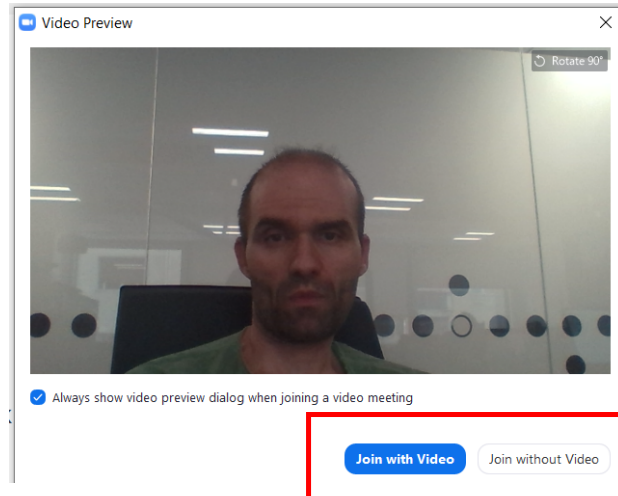 Video Preview
Rotate 90°
Always show video preview dialog when joining a video meeting
Join with Video
Join without Video